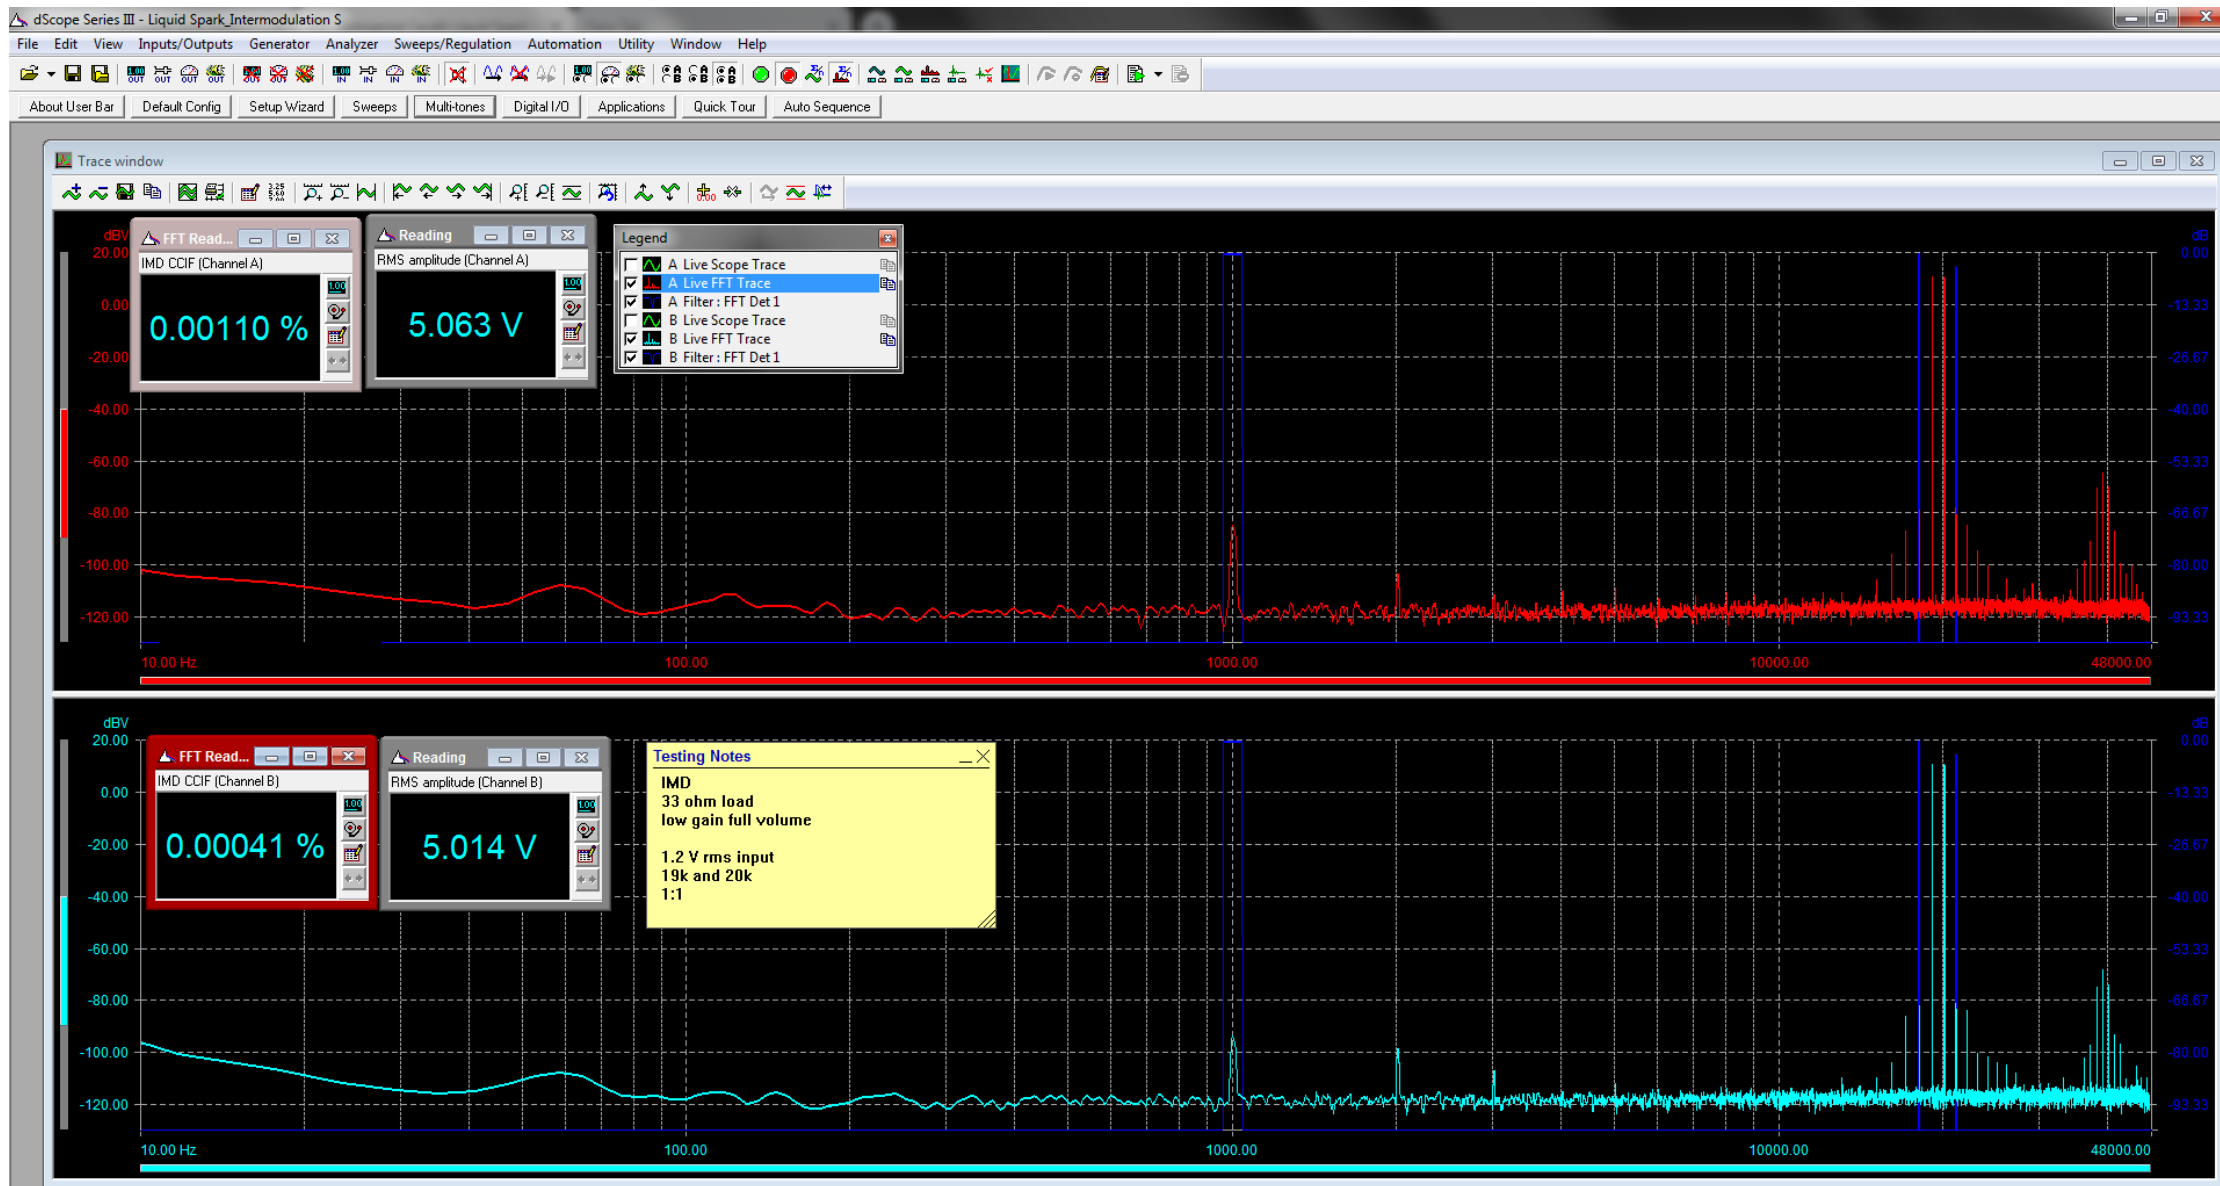 dScope Series III - Liquid Spark_Intermodulation S
File Edit View Inputs/Outputs Generator Analyzer Sweeps/Regulation Automation Utility Window Help
About User Bar Default Config Setup Wizard Sweeps Multi-tones Digital I/O Applications Quick Tour Auto Sequence
Trace window
dBV
20.00
0.00
-20.00
-40.00
-60.00
-80.00
-100.00
-120.00
FFT Read...
IMD CCIF (Channel A)
0.00110 %
Reading
RMS amplitude (Channel A)
5.063 V
Legend
A Live Scope Trace
A Live FFT Trace
A Filter : FFT Det 1
B Live Scope Trace
B Live FFT Trace
B Filter : FFT Det 1
dB
0.00
-13.33
-26.67
-40.00
-53.33
-66.67
-80.00
-93.33
10.00 Hz 100.00 1000.00 10000.00 48000.00
dBV
20.00
0.00
-20.00
-40.00
-60.00
-80.00
-100.00
-120.00
FFT Read...
IMD CCIF (Channel B)
0.00041 %
Reading
RMS amplitude (Channel B)
5.014 V
Testing Notes
IMD
33 ohm load
low gain full volume
1.2 V rms input
19k and 20k
1:1
dB
0.00
-13.33
-26.67
-40.00
-53.33
-66.67
-80.00
-93.33
10.00 Hz 100.00 1000.00 10000.00 48000.00